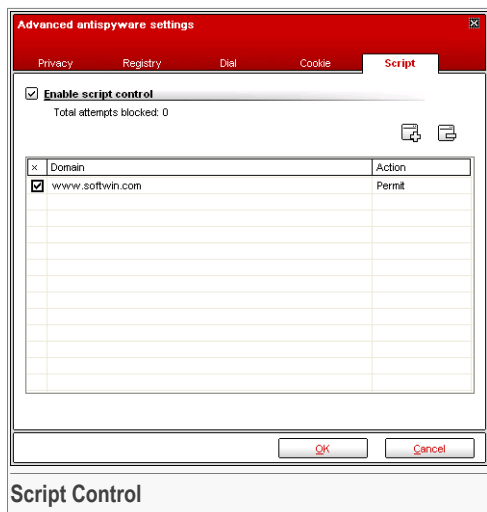 Advanced antispyware settings
Privacy Registry Dial Cookie Script
Enable script control
Total attempts blocked: 0
× Domain Action
www.softwin.com Permit
OK Cancel
Script Control